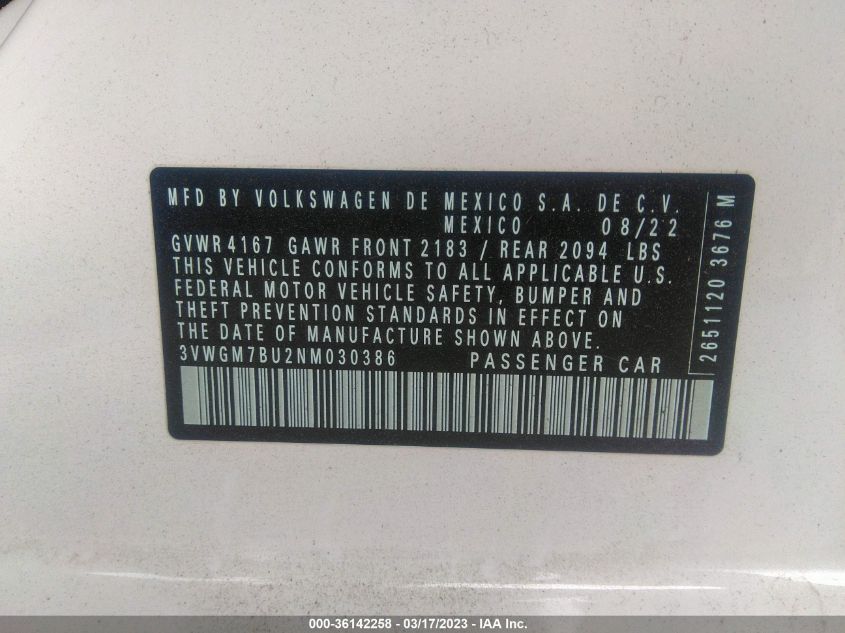 MFD BY VOLKSWAGEN DE MEXICO S.A. DE C.V.
MEXICO 08/22
GVWR 4167 GAWR FRONT 2183 / REAR 2094 LBS
THIS VEHICLE CONFORMS TO ALL APPLICABLE U.S.
FEDERAL MOTOR VEHICLE SAFETY, BUMPER AND
THEFT PREVENTION STANDARDS IN EFFECT ON
THE DATE OF MANUFACTURE SHOWN ABOVE.
3VWGM7BU2NM030386 PASSENGER CAR
2651120 3676 M
000-36142258 - 03/17/2023 - IAA Inc.